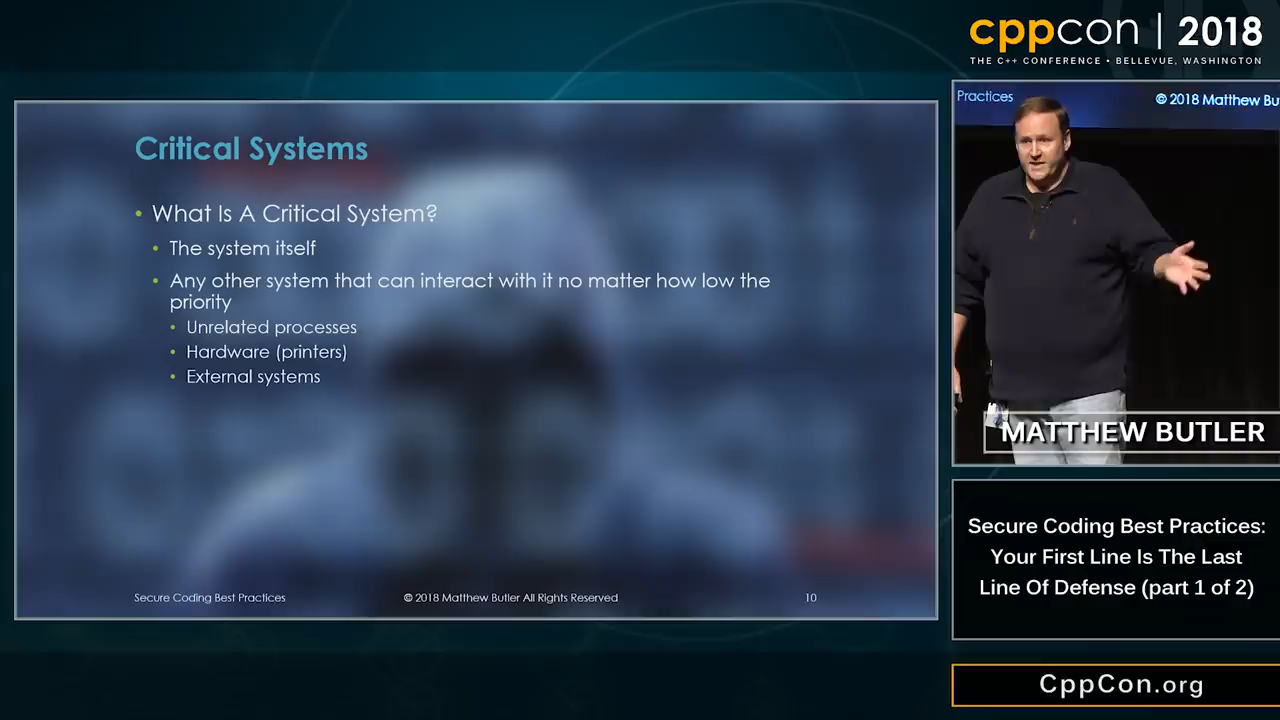 cppcon | 2018
THE C++ CONFERENCE • BELLEVUE, WASHINGTON
Critical Systems
• What Is A Critical System?
• The system itself
• Any other system that can interact with it no matter how low the
priority
• Unrelated processes
• Hardware (printers)
• External systems
Secure Coding Best Practices
© 2018 Matthew Butler All Rights Reserved
10
Practices
© 2018 Matthew Bu
MATTHEW BUTLER
Secure Coding Best Practices:
Your First Line Is The Last
Line Of Defense (part 1 of 2)
CppCon.org